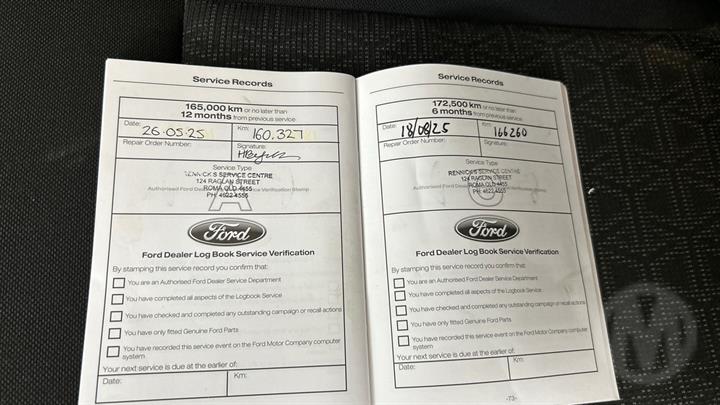 Service Records
165,000 km or no later than
12 months from previous service
Date: 26.05.25
Km: 160.327
Repair Order Number:
Signature:
Service Type
RENNICK'S SERVICE CENTRE
124 RAGLAN STREET
ROMA QLD 4455
PH: 4622 4555
Ford
Ford Dealer Log Book Service Verification
By stamping this service record you confirm that:
You are an Authorised Ford Dealer Service Department
You have completed all aspects of the Logbook Service
You have checked and completed any outstanding campaign or recall actions
You have only fitted Genuine Ford Parts
You have recorded this service event on the Ford Motor Company computer
system
Your next service is due at the earlier of:
Date:
Km:
Service Records
172,500 km or no later than
6 months from previous service
Date: 18/08/25
Km: 166260
Repair Order Number:
Signature:
Service Type
RENNICK'S SERVICE CENTRE
124 RAGLAN STREET
ROMA QLD 4455
PH: 4622 4555
Ford
Ford Dealer Log Book Service Verification
By stamping this service record you confirm that:
You are an Authorised Ford Dealer Service Department
You have completed all aspects of the Logbook Service
You have checked and completed any outstanding campaign or recall actions
You have only fitted Genuine Ford Parts
You have recorded this service event on the Ford Motor Company computer
system
Your next service is due at the earlier of:
Date:
Km:
-73-